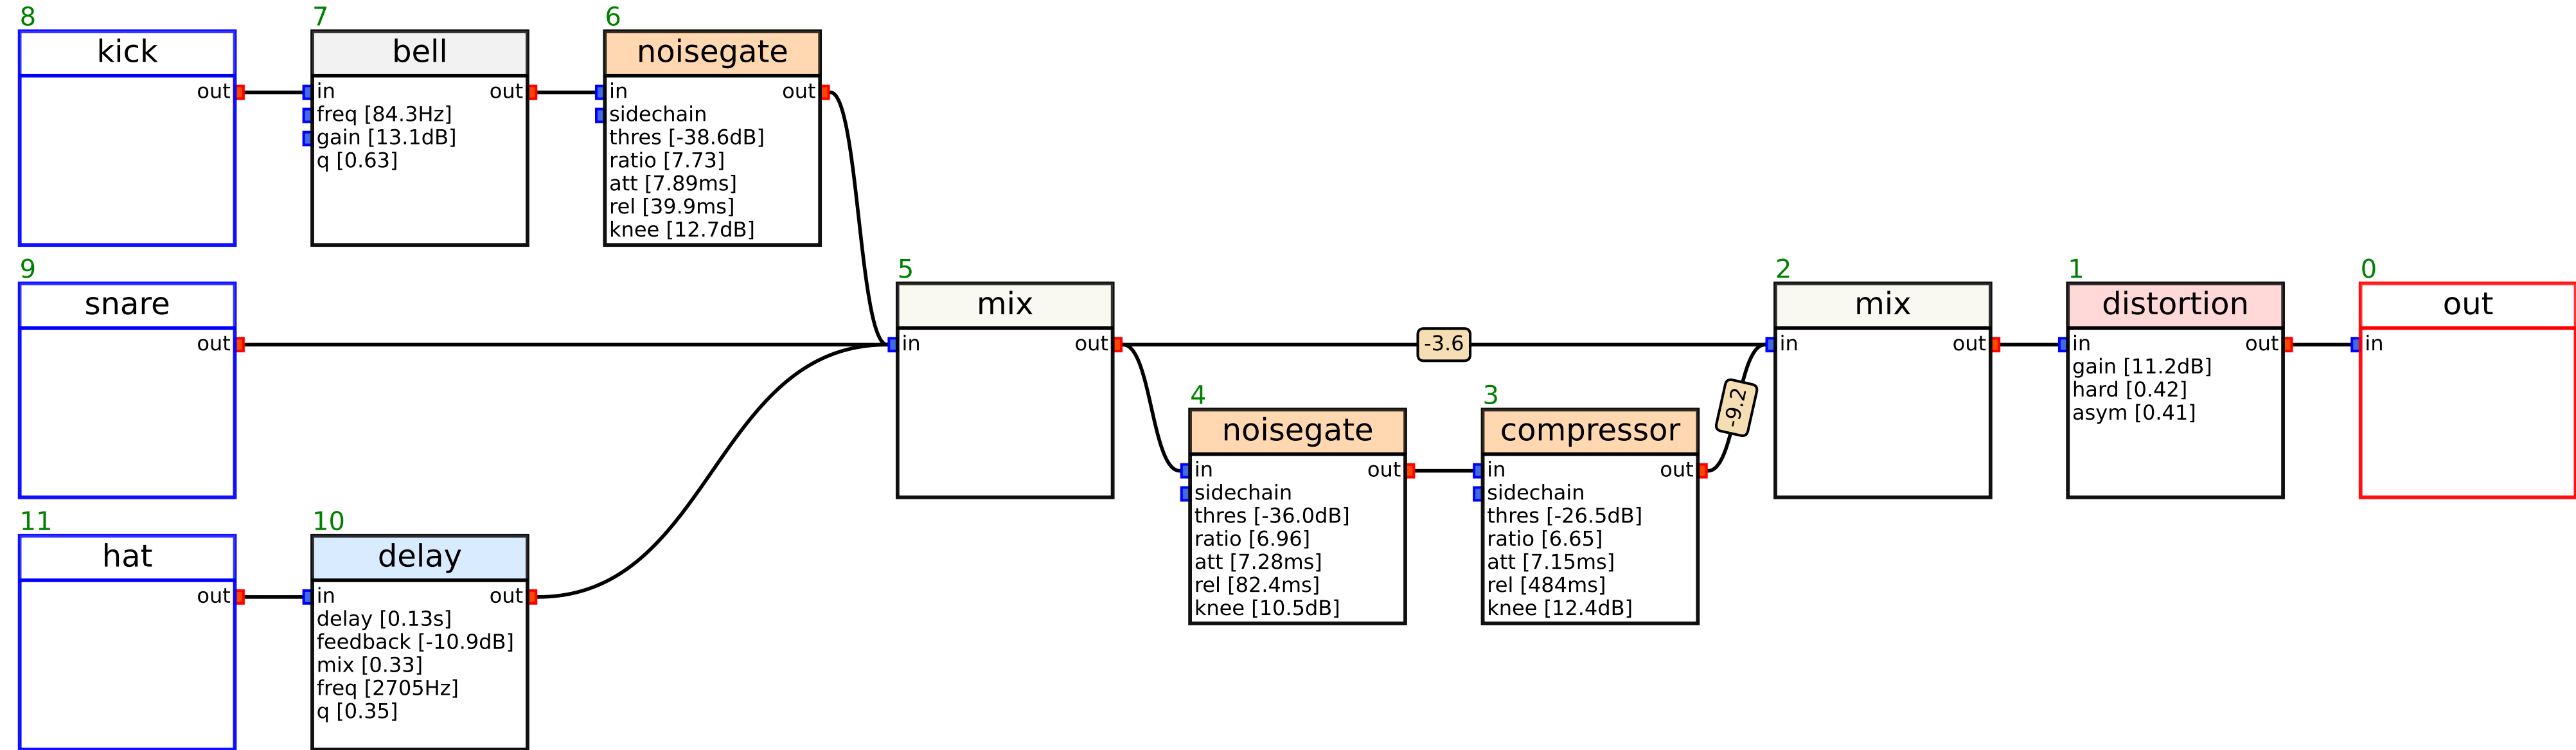 8
kick
out
7
bell
in out
freq [84.3Hz]
gain [13.1dB]
q [0.63]
6
noisegate
in out
sidechain
thres [-38.6dB]
ratio [7.73]
att [7.89ms]
rel [39.9ms]
knee [12.7dB]
9
snare
out
5
mix
in out
-3.6
2
mix
in out
1
distortion
in out
gain [11.2dB]
hard [0.42]
asym [0.41]
0
out
in
4
noisegate
in out
sidechain
thres [-36.0dB]
ratio [6.96]
att [7.28ms]
rel [82.4ms]
knee [10.5dB]
3
compressor
in out
sidechain
thres [-26.5dB]
ratio [6.65]
att [7.15ms]
rel [484ms]
knee [12.4dB]
-9.2
11
hat
out
10
delay
in out
delay [0.13s]
feedback [-10.9dB]
mix [0.33]
freq [2705Hz]
q [0.35]